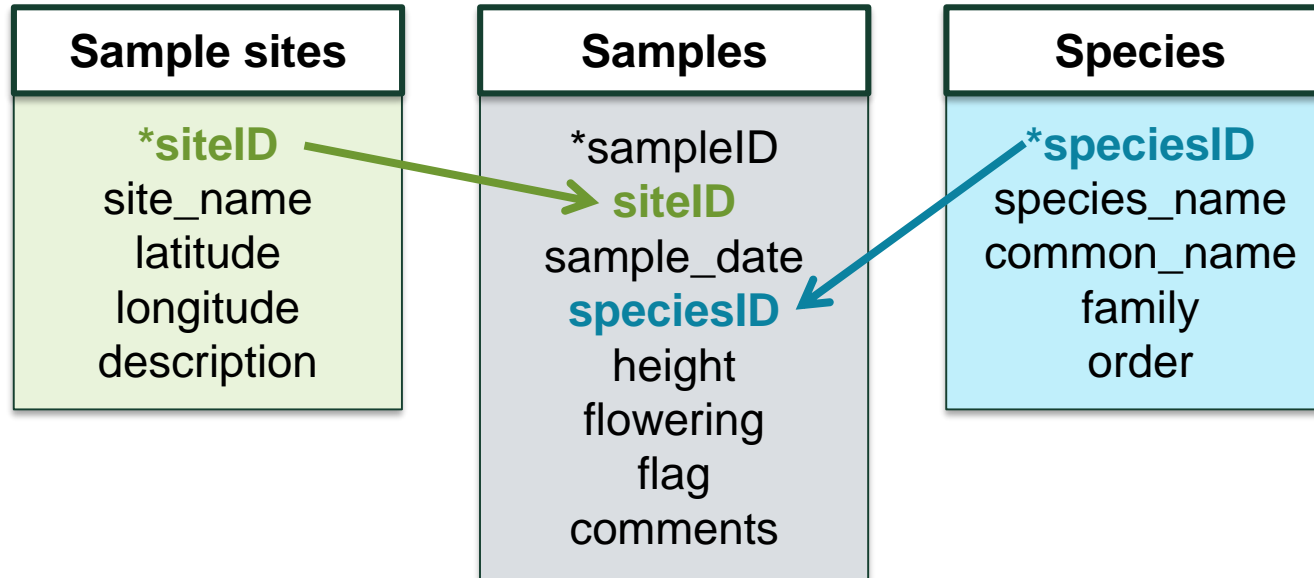 Sample sites
*siteID
site_name
latitude
longitude
description
Samples
*sampleID
siteID
sample_date
speciesID
height
flowering
flag
comments
Species
*speciesID
species_name
common_name
family
order